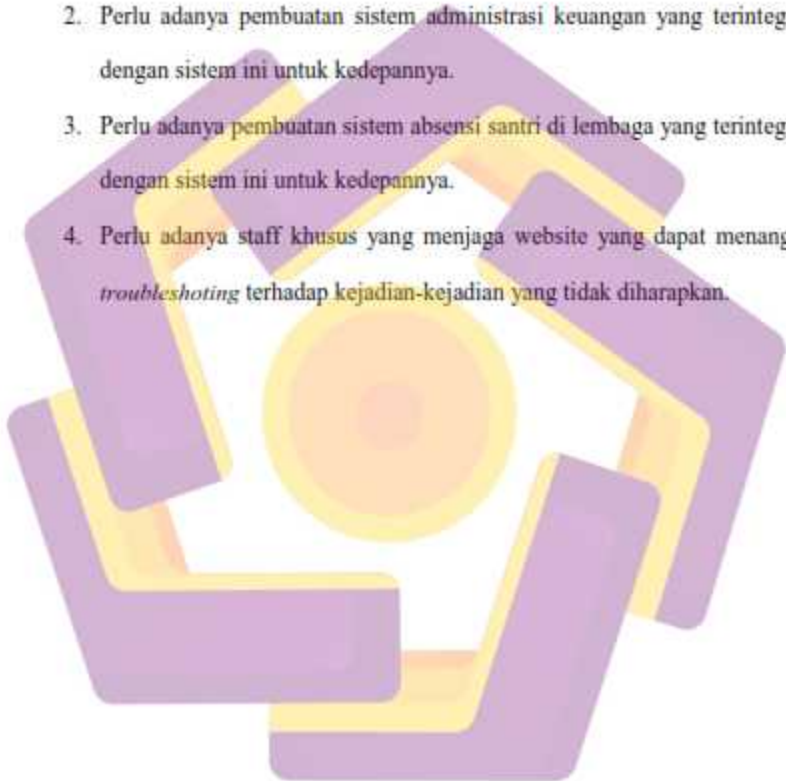 2. Perlu adanya pembuatan sistem administrasi keuangan yang terinteg
dengan sistem ini untuk kedepannya.
3. Perlu adanya pembuatan sistem absensi santri di lembaga yang terinteg
dengan sistem ini untuk kedepannya.
4. Perlu adanya staff khusus yang menjaga website yang dapat menang
troubleshoting terhadap kejadian-kejadian yang tidak diharapkan.